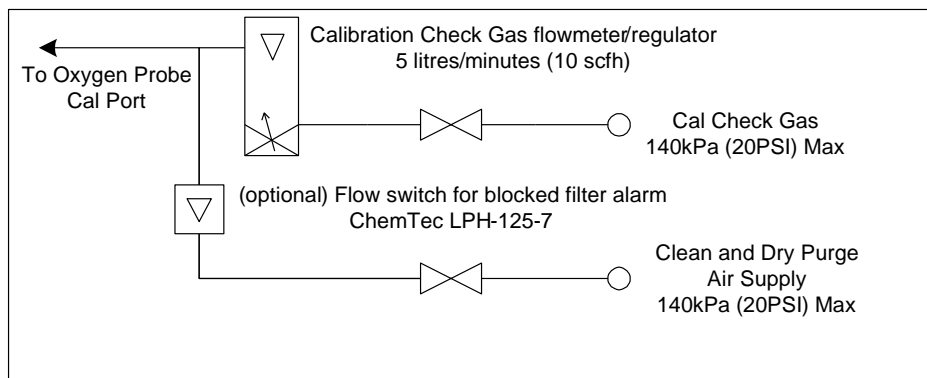 Calibration Check Gas flowmeter/regulator
5 litres/minutes (10 scfh)
To Oxygen Probe
Cal Port
Cal Check Gas
140kPa (20PSI) Max
(optional) Flow switch for blocked filter alarm
ChemTec LPH-125-7
Clean and Dry Purge
Air Supply
140kPa (20PSI) Max